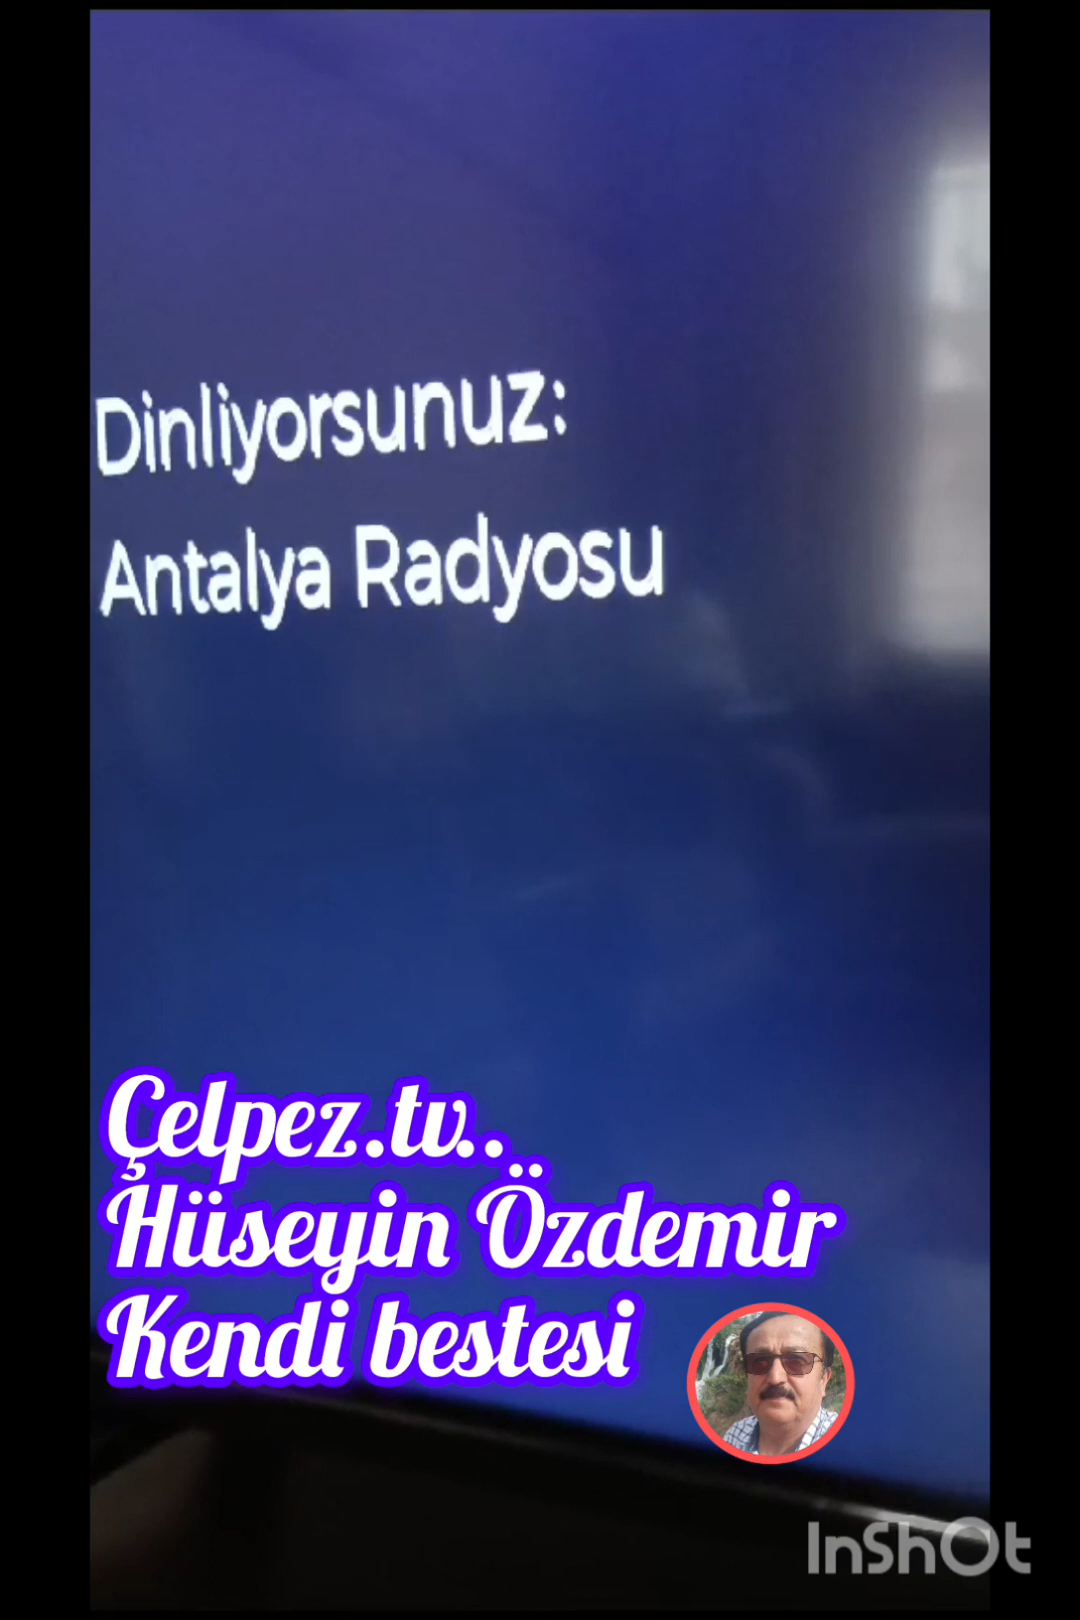 Dinliyorsunuz:
Antalya Radyosu
Çelpez.tv..
Hüseyin Özdemir
Kendi bestesi
InShOt